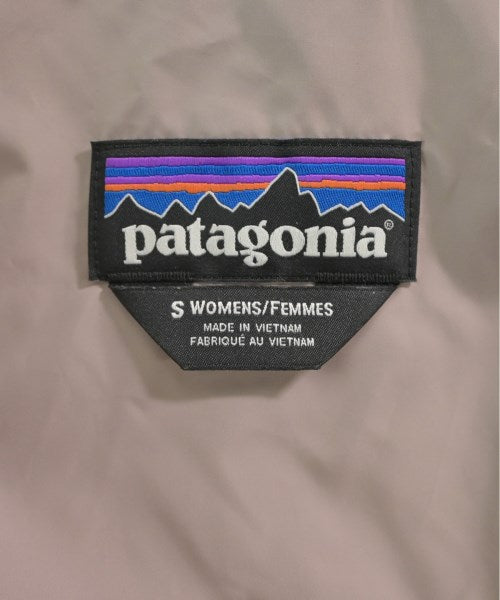 patagonia®
S WOMENS/FEMMES
MADE IN VIETNAM
FABRIQUÉ AU VIETNAM